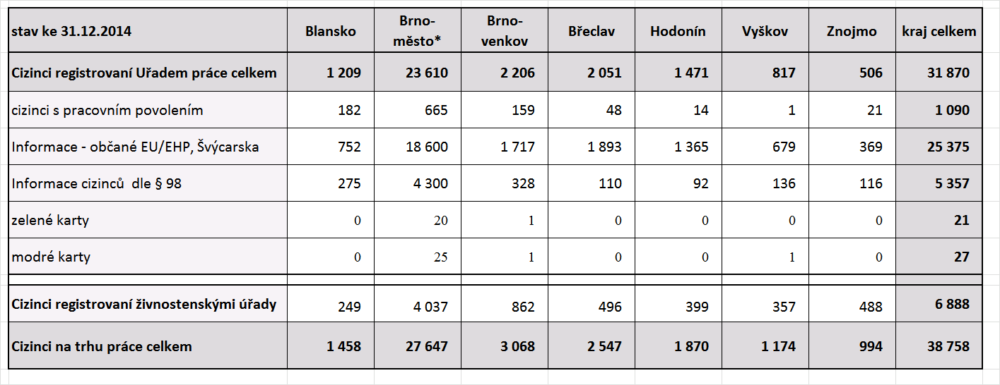 stav ke 31.12.2014 Blansko Brno-město* Brno-venkov Břeclav Hodonín Vyškov Znojmo kraj celkem
Cizinci registrovaní Uřadem práce celkem 1 209 23 610 2 206 2 051 1 471 817 506 31 870
cizinci s pracovním povolením 182 665 159 48 14 1 21 1 090
Informace - občané EU/EHP, Švýcarska 752 18 600 1 717 1 893 1 365 679 369 25 375
Informace cizinců dle § 98 275 4 300 328 110 92 136 116 5 357
zelené karty 0 20 1 0 0 0 0 21
modré karty 0 25 1 0 0 1 0 27
Cizinci registrovaní živnostenskými úřady 249 4 037 862 496 399 357 488 6 888
Cizinci na trhu práce celkem 1 458 27 647 3 068 2 547 1 870 1 174 994 38 758